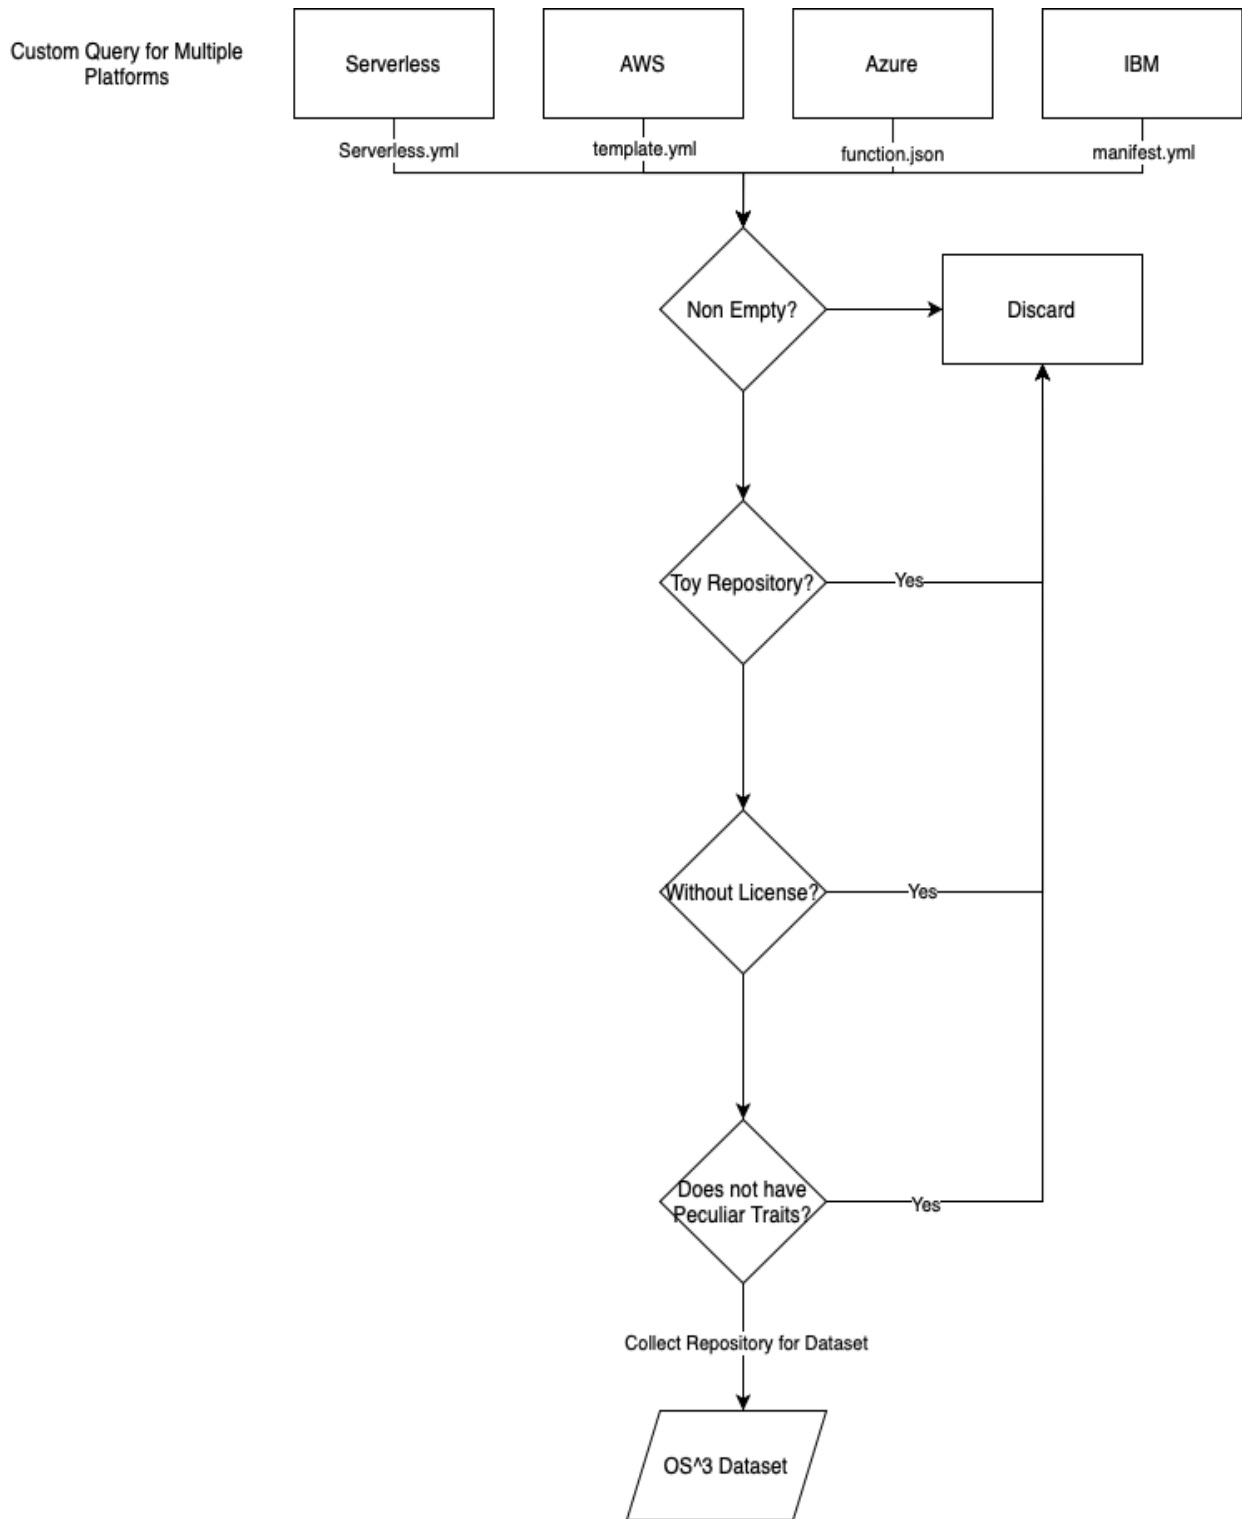 Custom Query for Multiple
Platforms
Serverless
AWS
Azure
IBM
Serverless.yml
template.yml
function.json
manifest.yml
Non Empty?
Discard
Toy Repository?
Yes
Without License?
Yes
Does not have
Peculiar Traits?
Yes
Collect Repository for Dataset
OS^3 Dataset